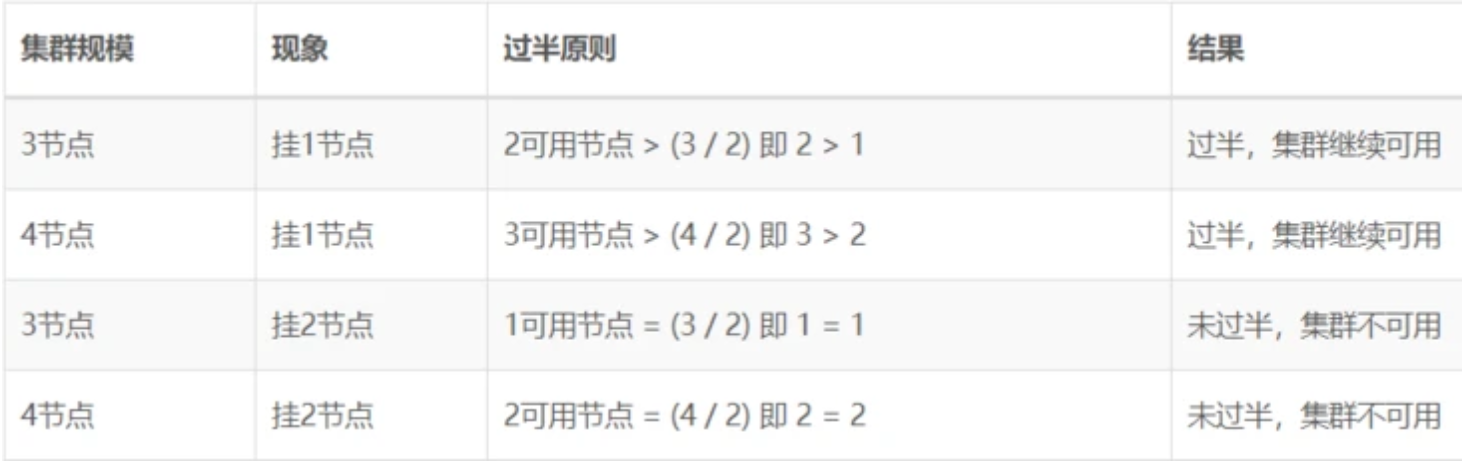 集群规模 现象 过半原则 结果
3节点 挂1节点 2可用节点 > (3 / 2) 即 2 > 1 过半，集群继续可用
4节点 挂1节点 3可用节点 > (4 / 2) 即 3 > 2 过半，集群继续可用
3节点 挂2节点 1可用节点 = (3 / 2) 即 1 = 1 未过半，集群不可用
4节点 挂2节点 2可用节点 = (4 / 2) 即 2 = 2 未过半，集群不可用